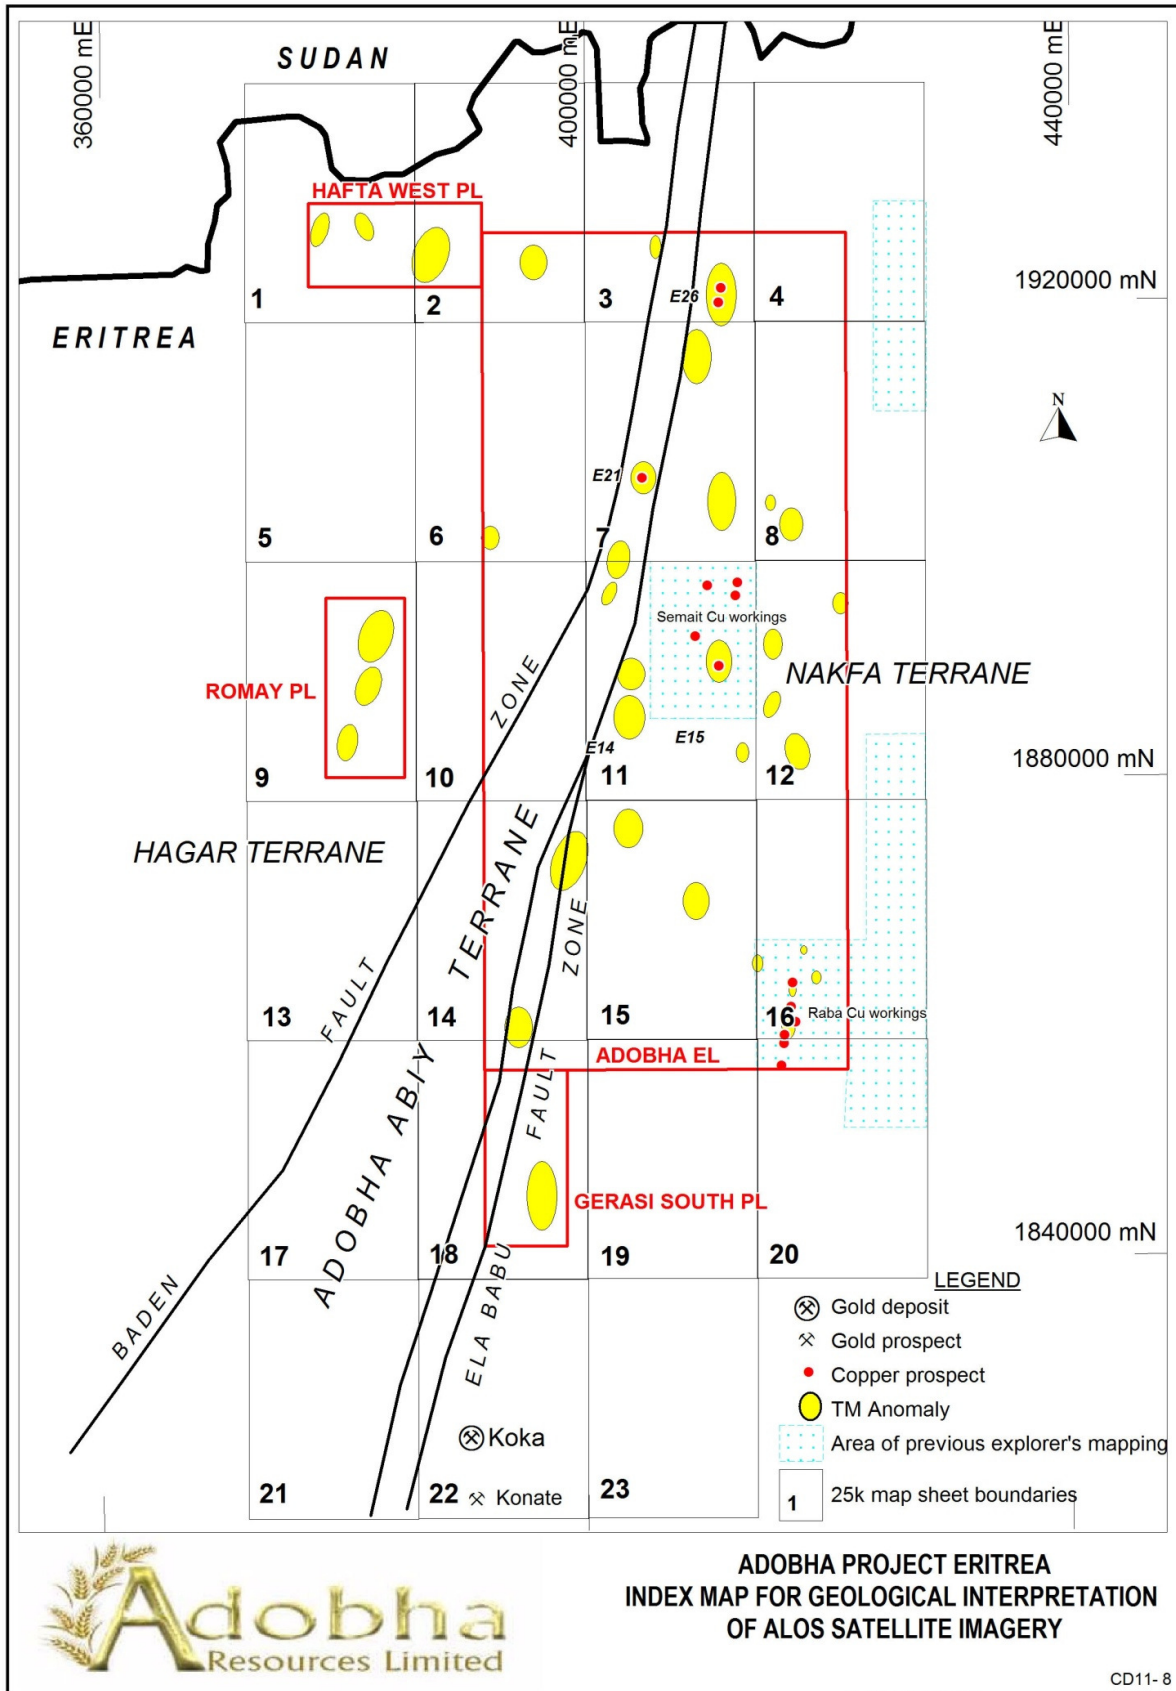 360000 mE
400000 mE
440000 mE
SUDAN
HAFTA WEST PL
1920000 mN
1
2
3
E26
4
ERITREA
N
E21
5
6
7
8
Semait Cu workings
NAKFA TERRANE
ROMAY PL
ZONE
E15
E14
1880000 mN
9
10
11
12
HAGAR TERRANE
TERRANE
ZONE
FAULT
13
14
15
16
Raba Cu workings
ADOBHA EL
ADOBHA ABIY
FAULT
GERASI SOUTH PL
1840000 mN
17
18
19
20
BADEN
ELA BABU
LEGEND
Gold deposit
Gold prospect
Copper prospect
TM Anomaly
Area of previous explorer's mapping
1
25k map sheet boundaries
Koka
21
22
Konate
23
Adobha
Resources Limited
ADOBHA PROJECT ERITREA
INDEX MAP FOR GEOLOGICAL INTERPRETATION
OF ALOS SATELLITE IMAGERY
CD11- 8